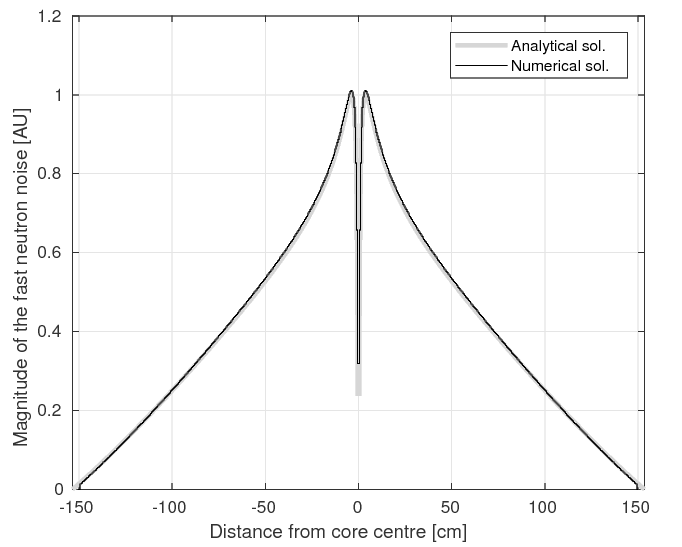 1.2
1
0.8
0.6
0.4
0.2
0
Magnitude of the fast neutron noise [AU]
Analytical sol.
Numerical sol.
-150 -100 -50 0 50 100 150
Distance from core centre [cm]